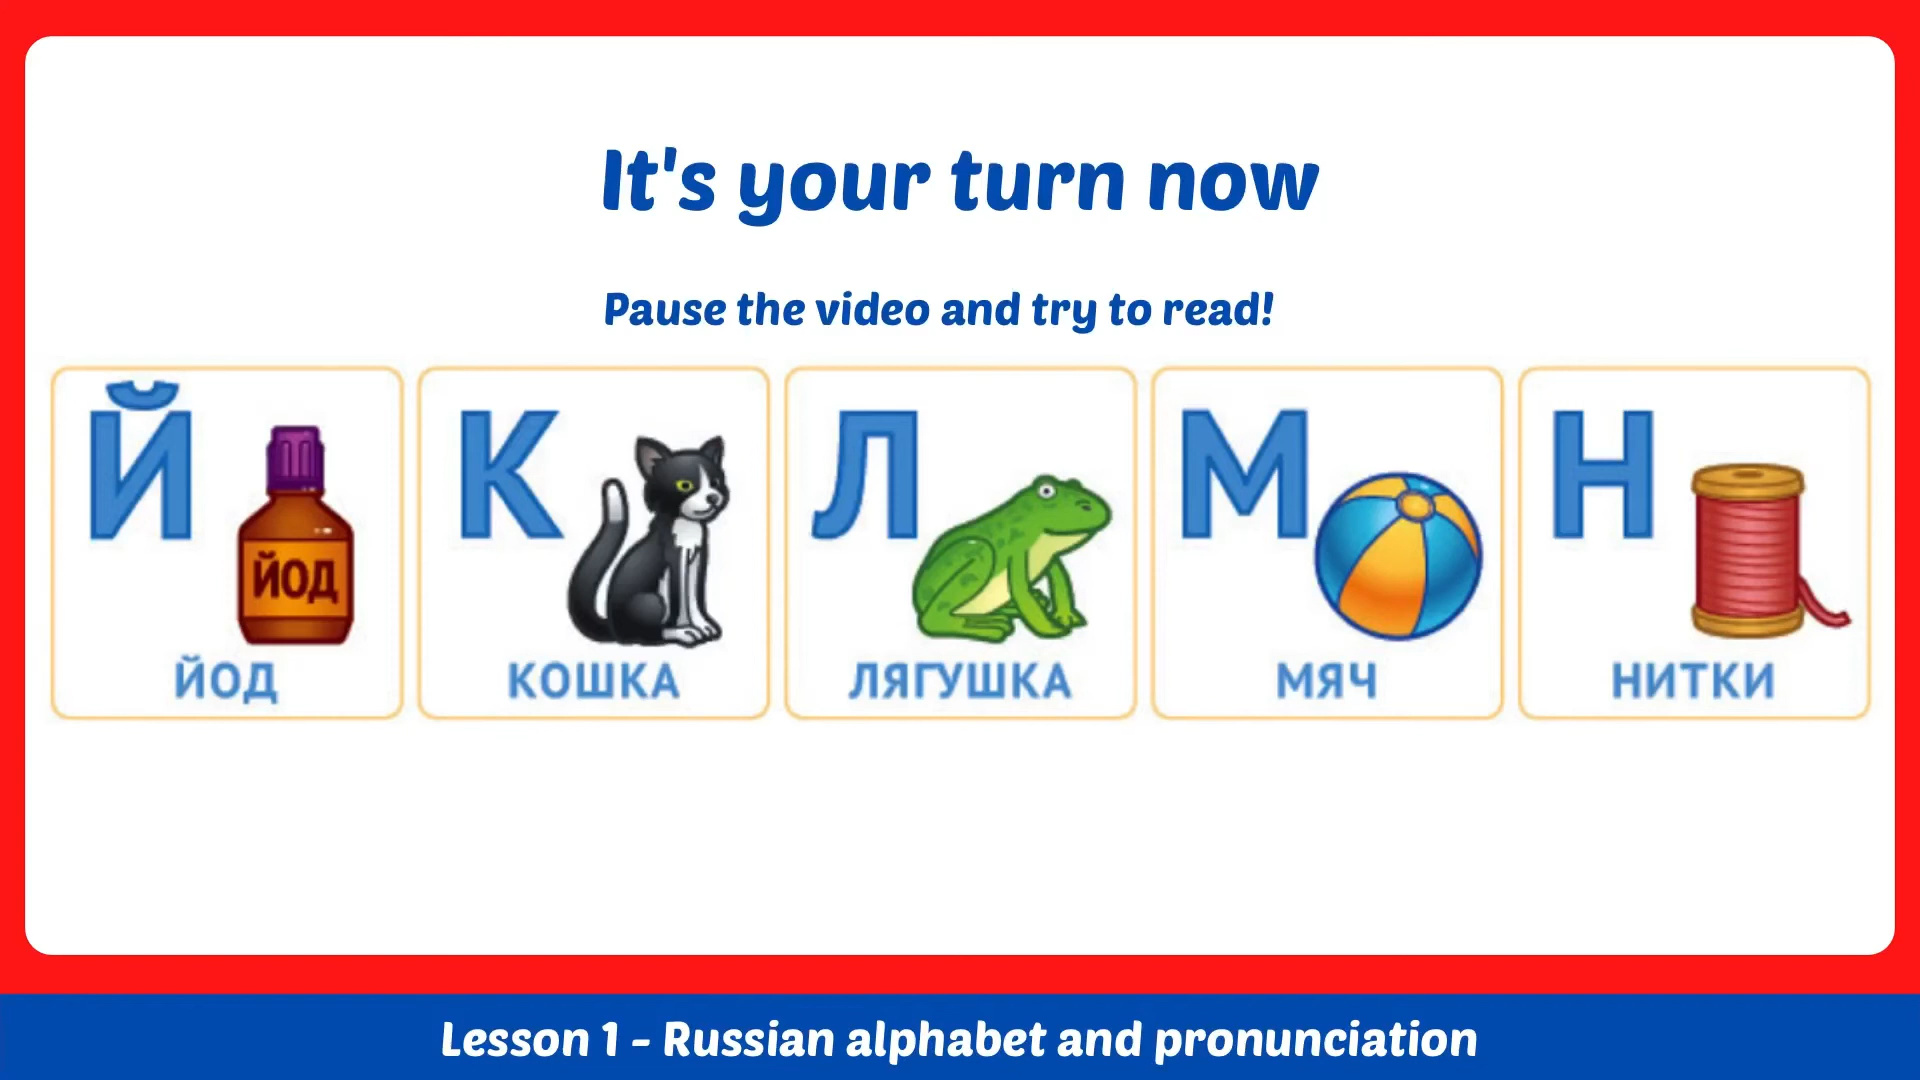 It's your turn now
Pause the video and try to read!
Й К Л М Н
ЙОД
ЙОД КОШКА ЛЯГУШКА МЯЧ НИТКИ
Lesson 1 - Russian alphabet and pronunciation